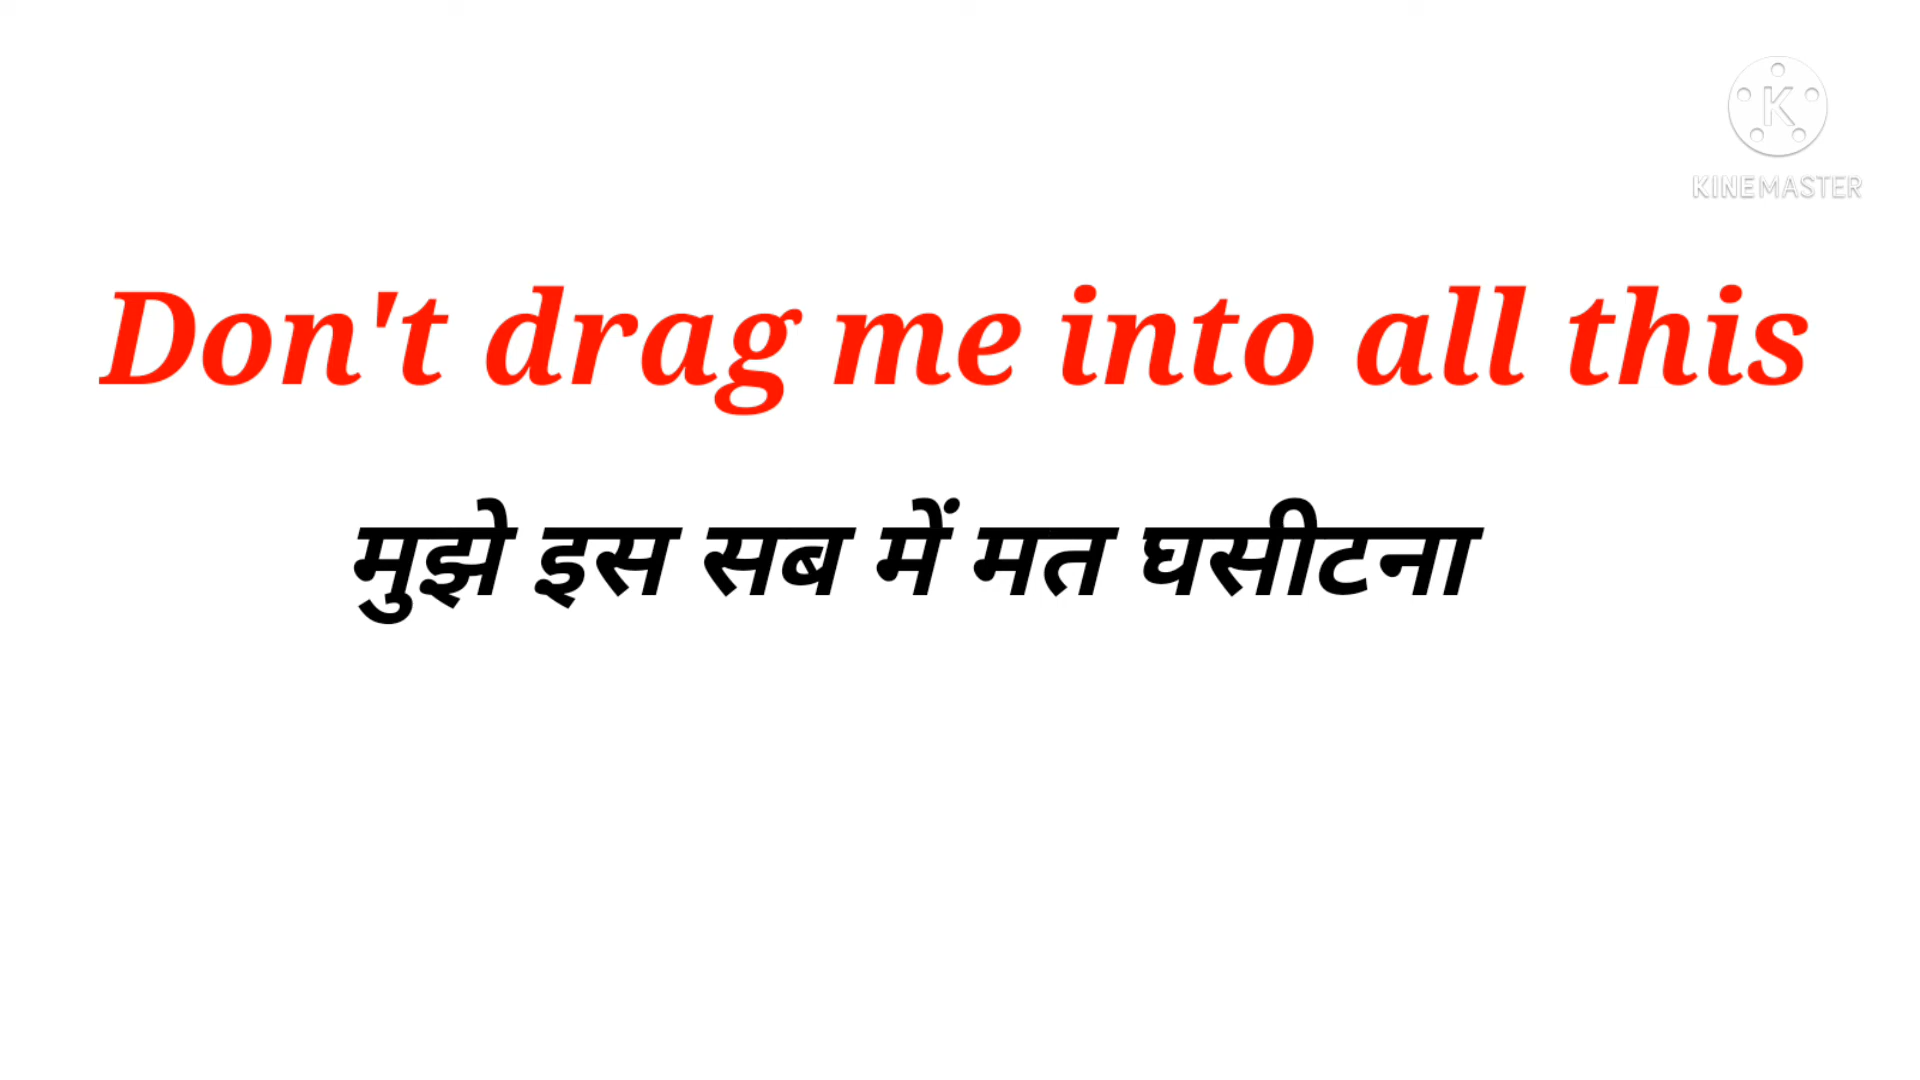 K
KINEMASTER
Don't drag me into all this
मुझे इस सब में मत घसीटना